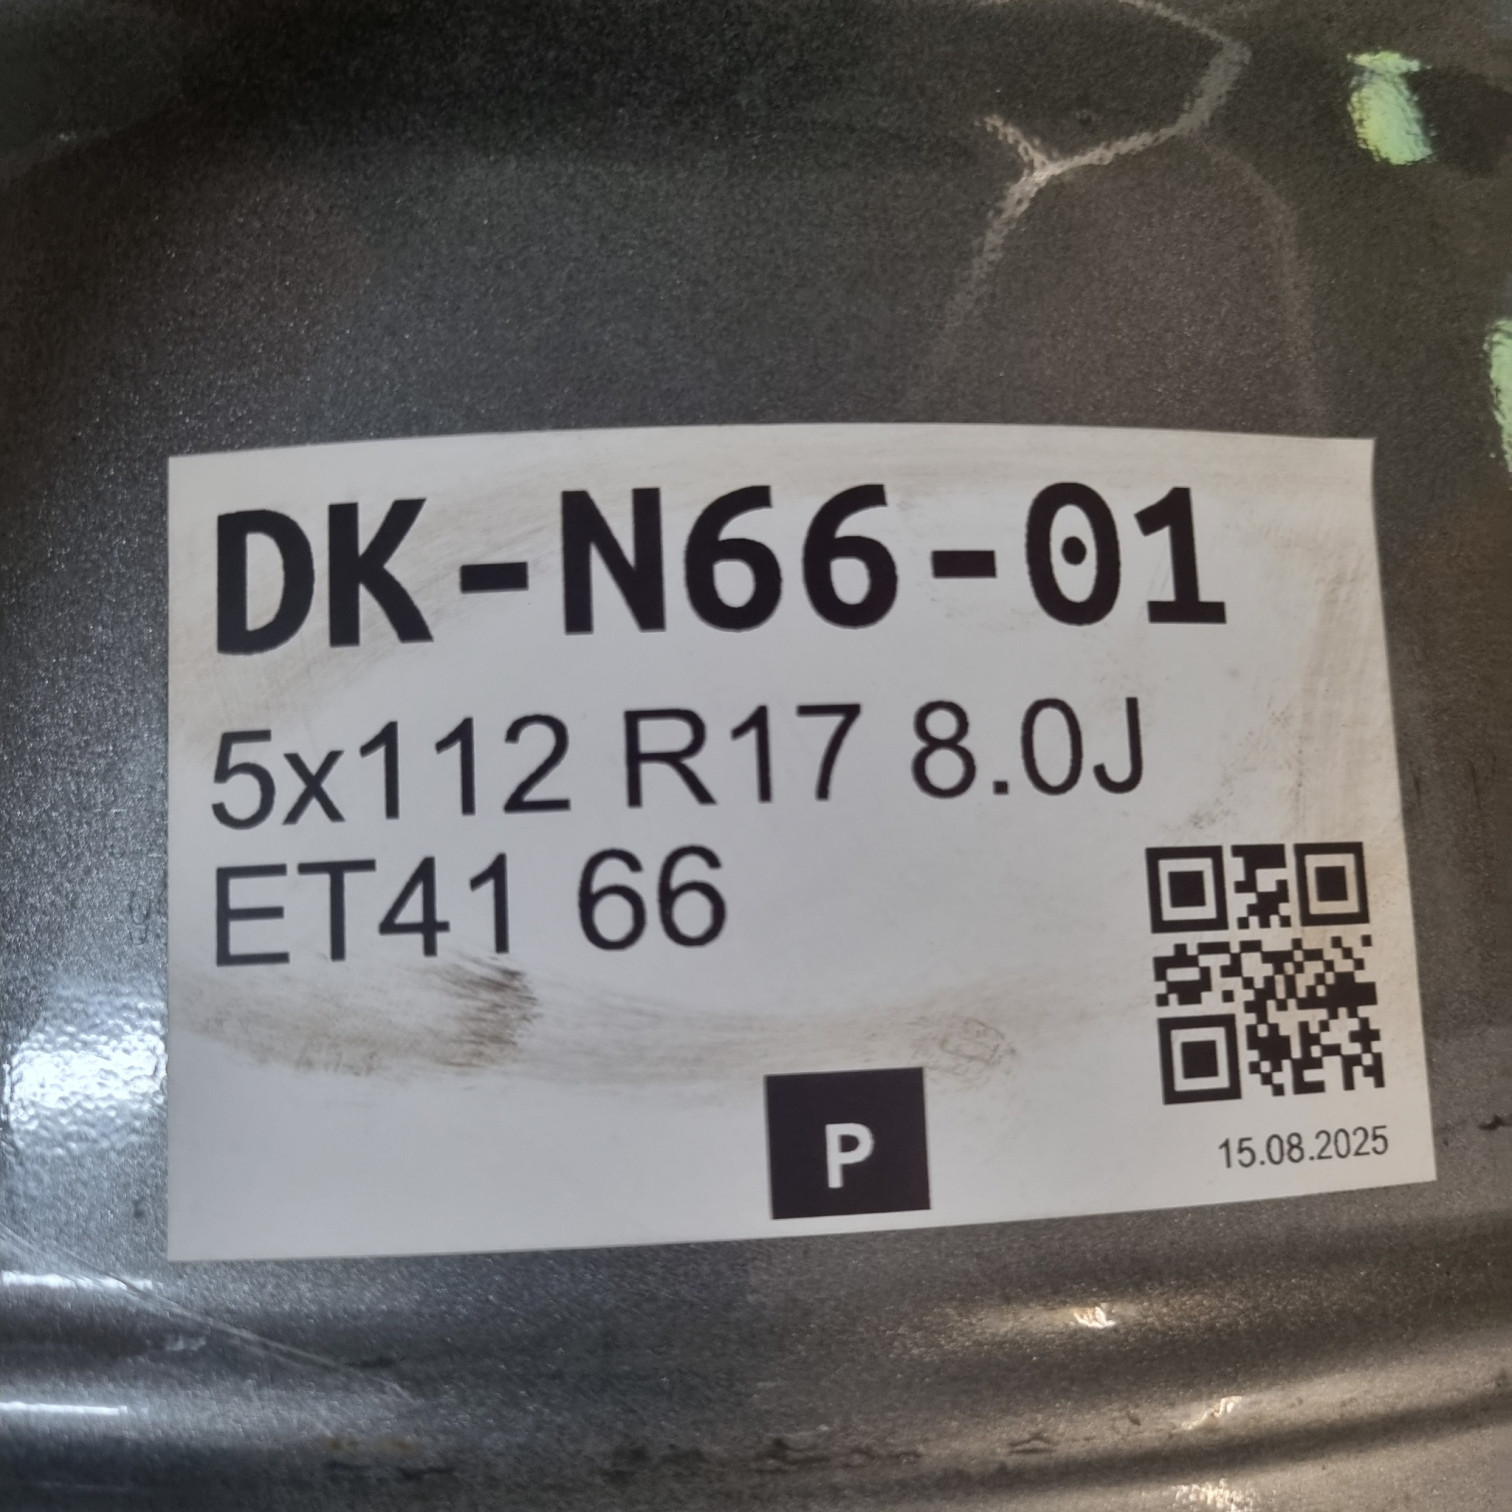 DK-N66-01
5x112 R17 8.0J
ET41 66
P
15.08.2025